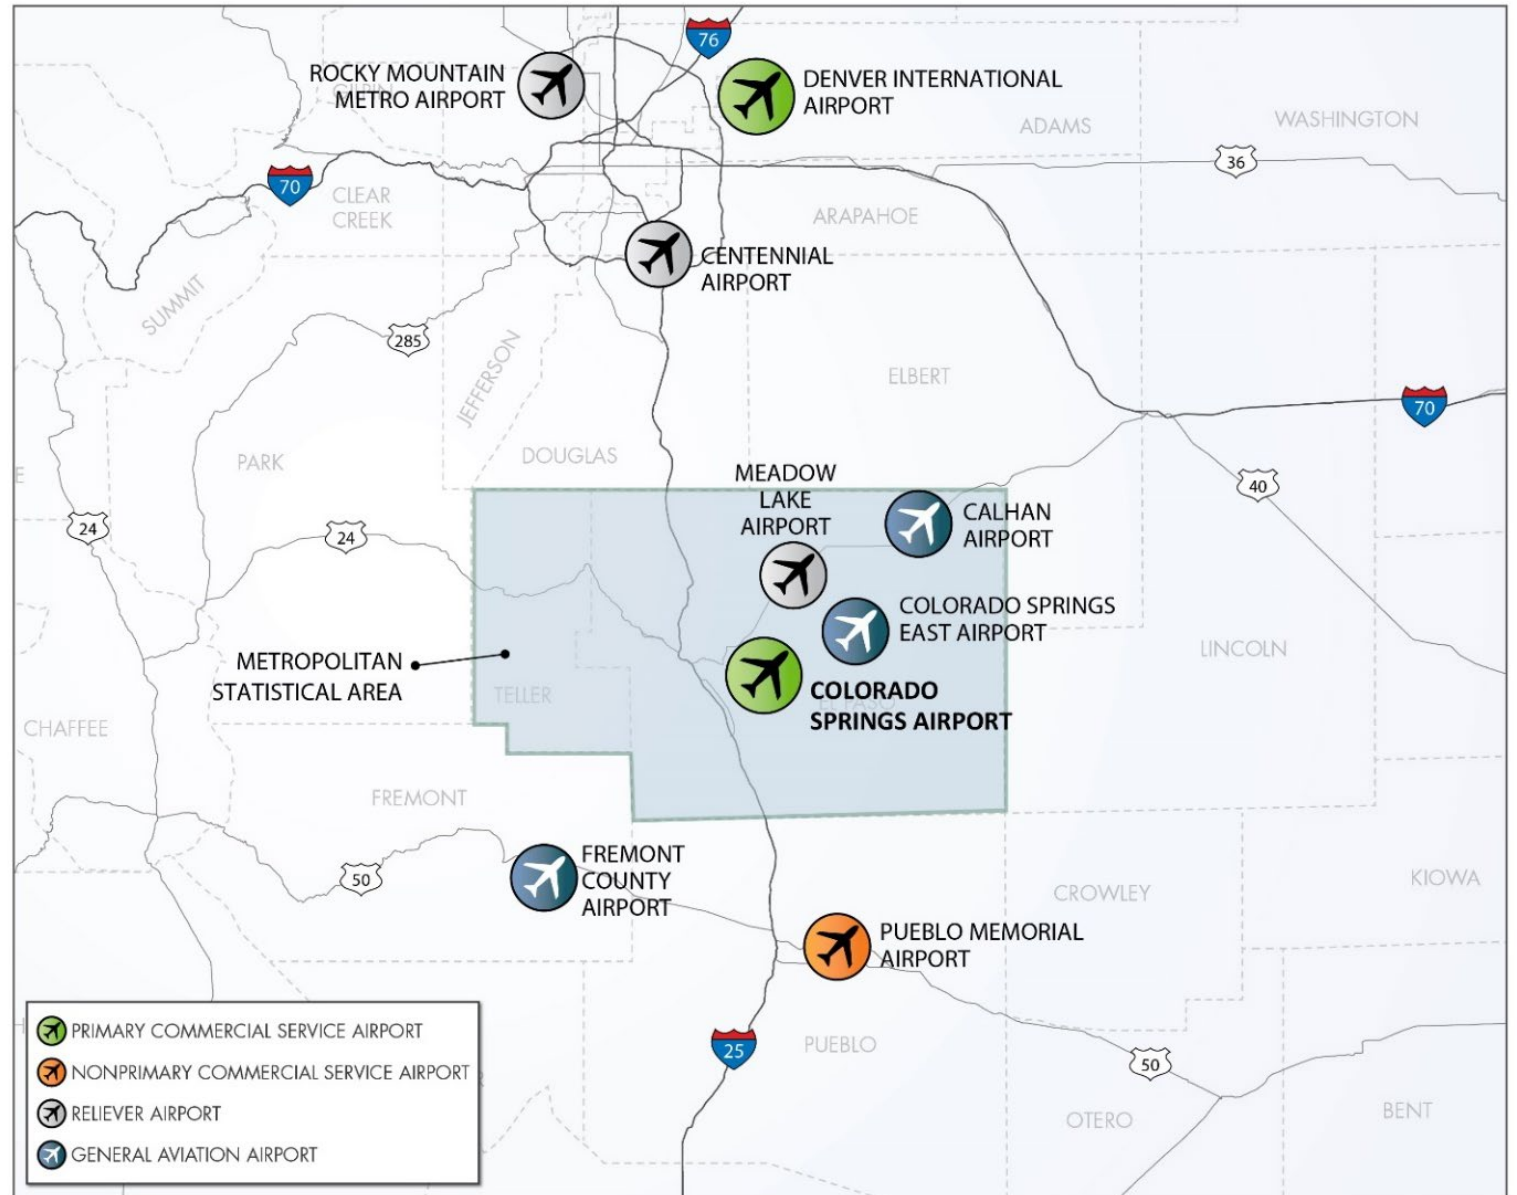 76
ROCKY MOUNTAIN
METRO AIRPORT
GILPIN
DENVER INTERNATIONAL
AIRPORT
ADAMS
WASHINGTON
36
70
CLEAR
CREEK
ARAPAHOE
CENTENNIAL
AIRPORT
SUMMIT
285
JEFFERSON
ELBERT
70
PARK
DOUGLAS
E
MEADOW
LAKE
AIRPORT
40
24
24
CALHAN
AIRPORT
COLORADO SPRINGS
EAST AIRPORT
LINCOLN
METROPOLITAN
STATISTICAL AREA
TELLER
COLORADO
EL PASO
SPRINGS AIRPORT
CHAFFEE
FREMONT
FREMONT
COUNTY
AIRPORT
50
KIOWA
CROWLEY
PUEBLO MEMORIAL
AIRPORT
25
PUEBLO
50
OTERO
BENT
PRIMARY COMMERCIAL SERVICE AIRPORT
NONPRIMARY COMMERCIAL SERVICE AIRPORT
RELIEVER AIRPORT
GENERAL AVIATION AIRPORT